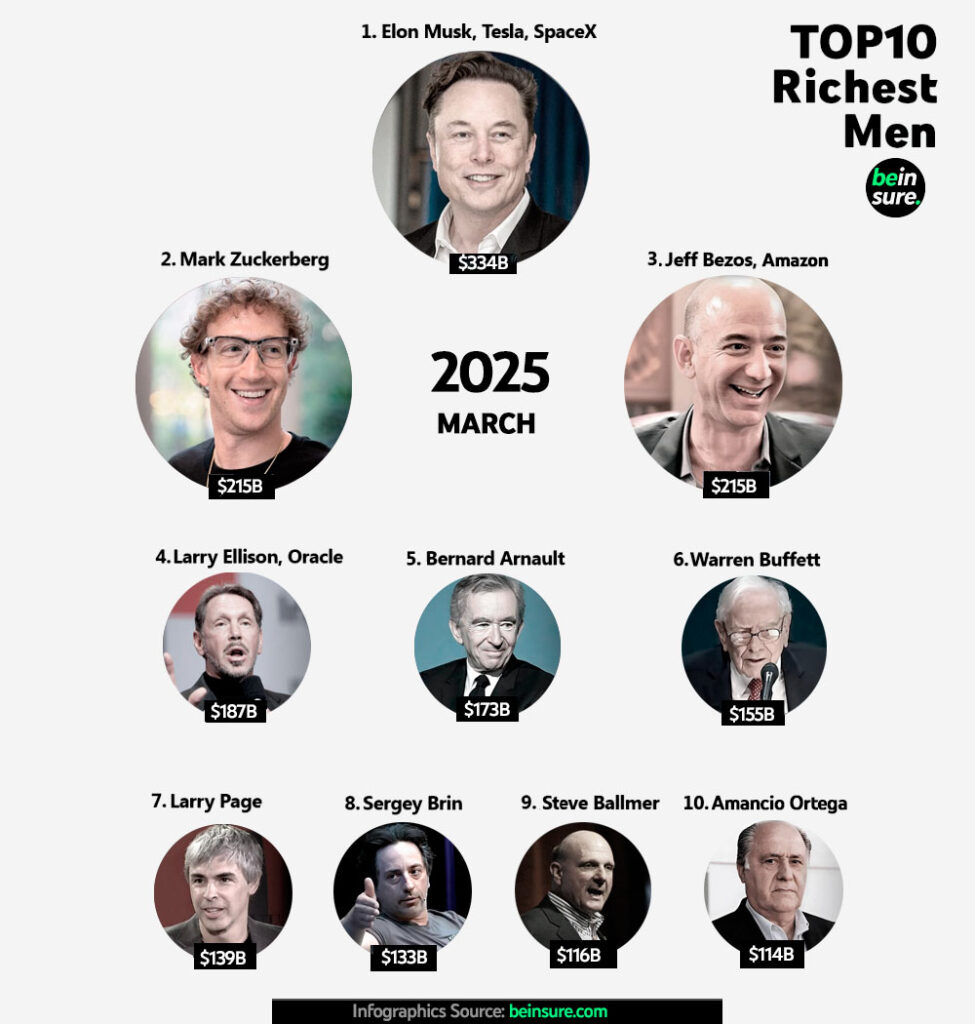 1. Elon Musk, Tesla, SpaceX
TOP10
Richest
Men
bein
sure.
$334B
2. Mark Zuckerberg
3. Jeff Bezos, Amazon
2025
MARCH
$215B
$215B
4. Larry Ellison, Oracle
5. Bernard Arnault
6. Warren Buffett
$187B
$173B
$155B
7. Larry Page
8. Sergey Brin
9. Steve Ballmer
10. Amancio Ortega
$139B
$133B
$116B
$114B
Infographics Source: beinsure.com